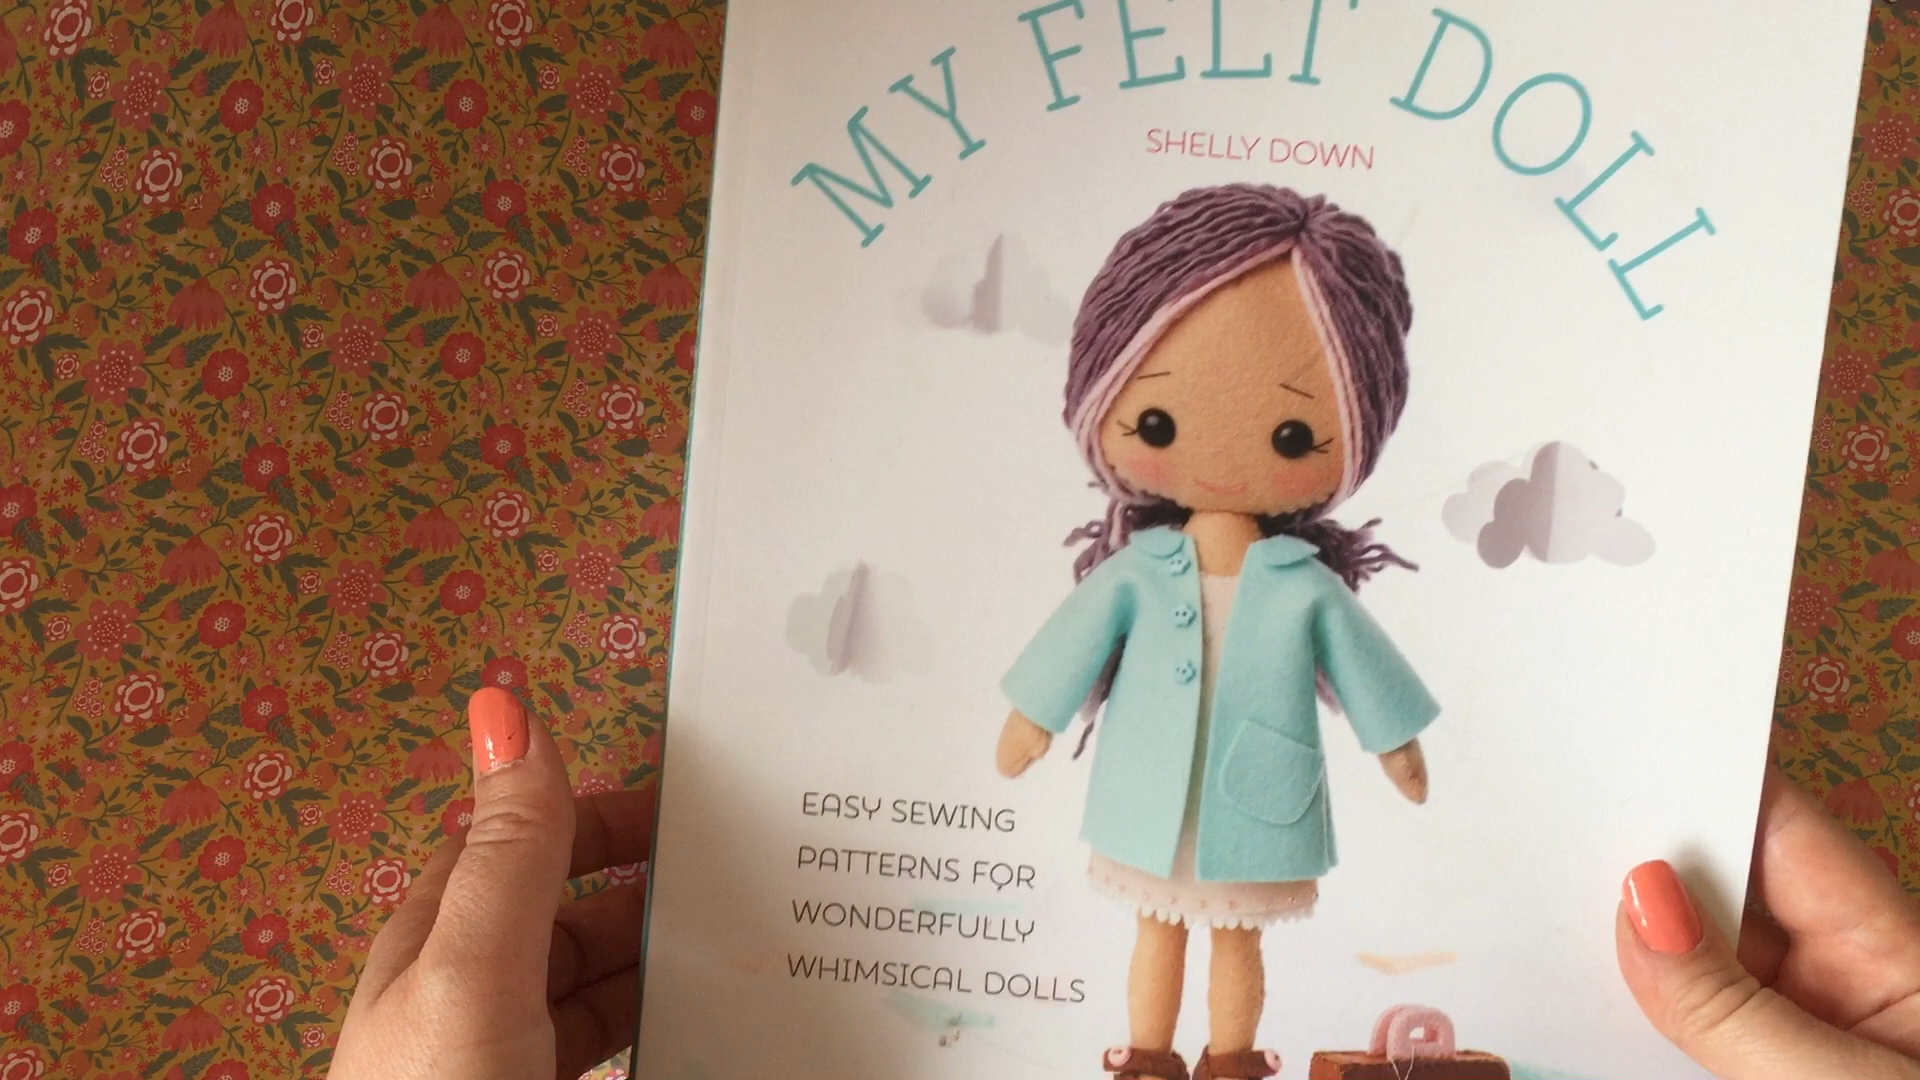 MY FELT DOLL
SHELLY DOWN
EASY SEWING
PATTERNS FOR
WONDERFULLY
WHIMSICAL DOLLS